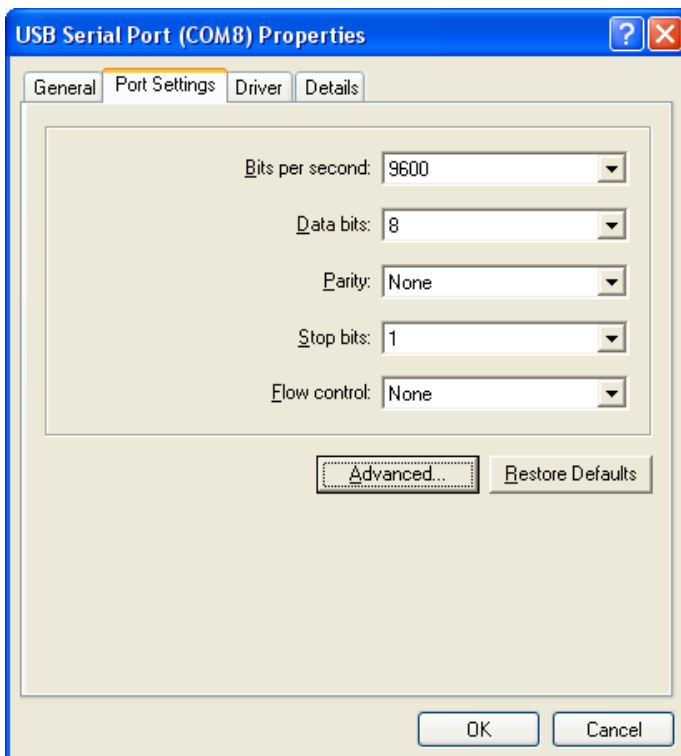 USB Serial Port (COM8) Properties
General Port Settings Driver Details
Bits per second: 9600
Data bits: 8
Parity: None
Stop bits: 1
Flow control: None
Advanced... Restore Defaults
OK Cancel